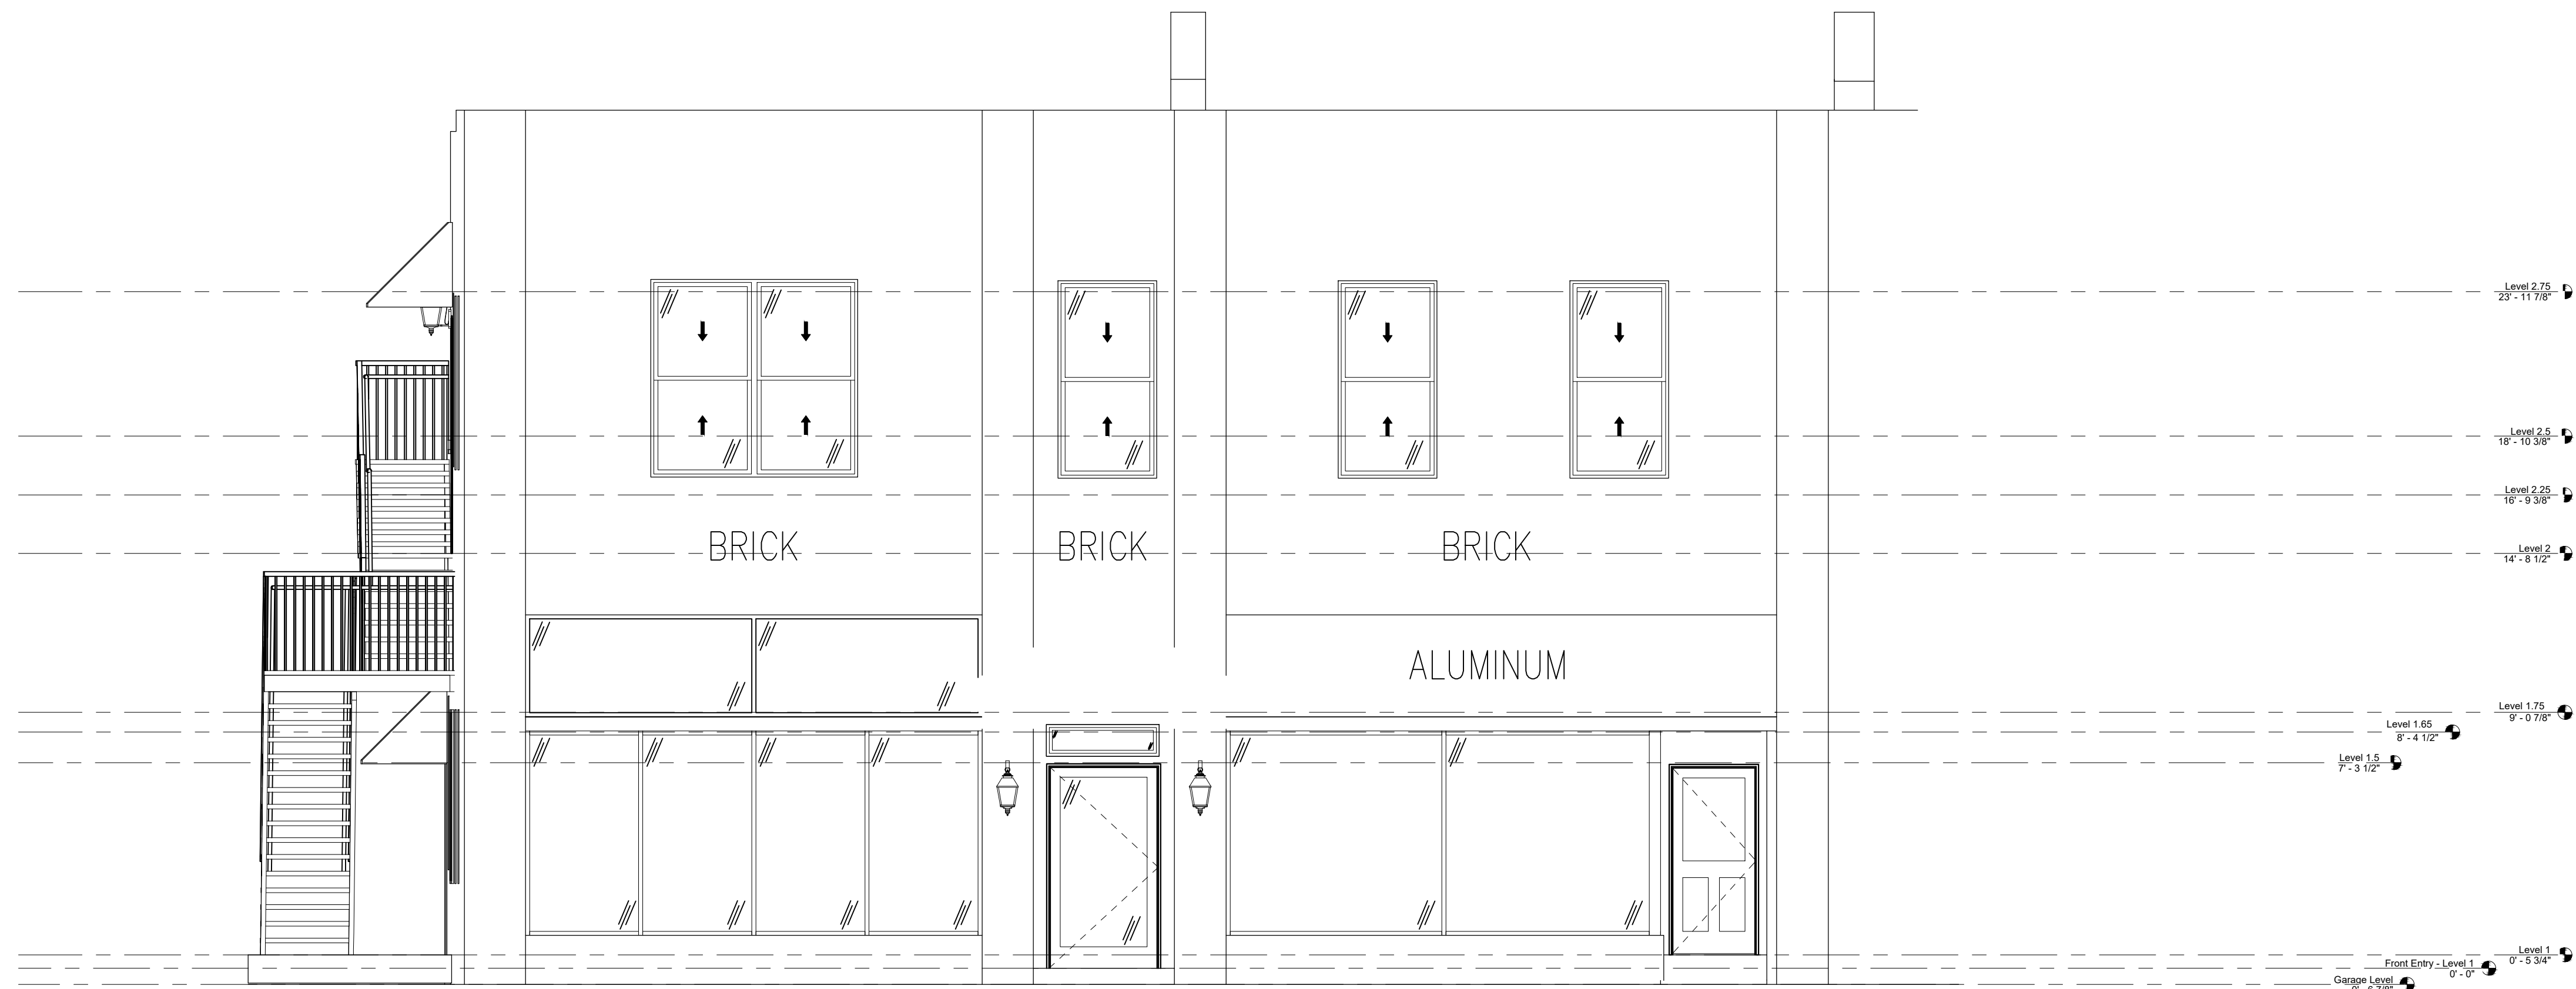 Level 2.75
23' - 11 7/8"
Level 2.5
18' - 10 3/8"
Level 2.25
16' - 9 3/8"
BRICK BRICK BRICK
Level 2
14' - 8 1/2"
ALUMINUM
Level 1.75
9' - 0 7/8"
Level 1.65
8' - 4 1/2"
Level 1.5
7' - 3 1/2"
Level 1
0' - 5 3/4"
Front Entry - Level 1
0' - 0"
Garage Level